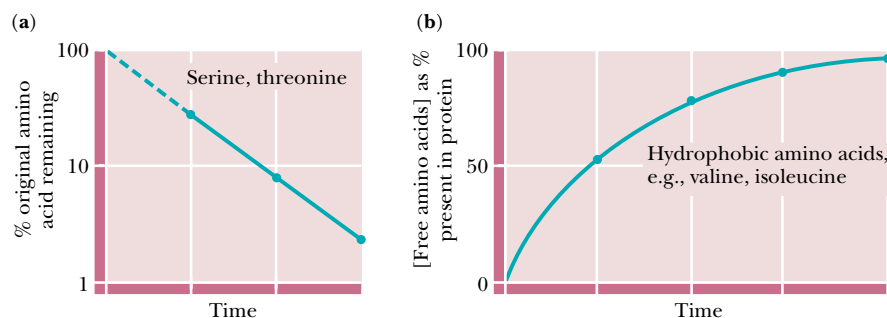 (a)
100
10
1
% original amino
acid remaining
Serine, threonine
Time
(b)
100
50
0
[Free amino acids] as %
present in protein
Hydrophobic amino acids,
e.g., valine, isoleucine
Time